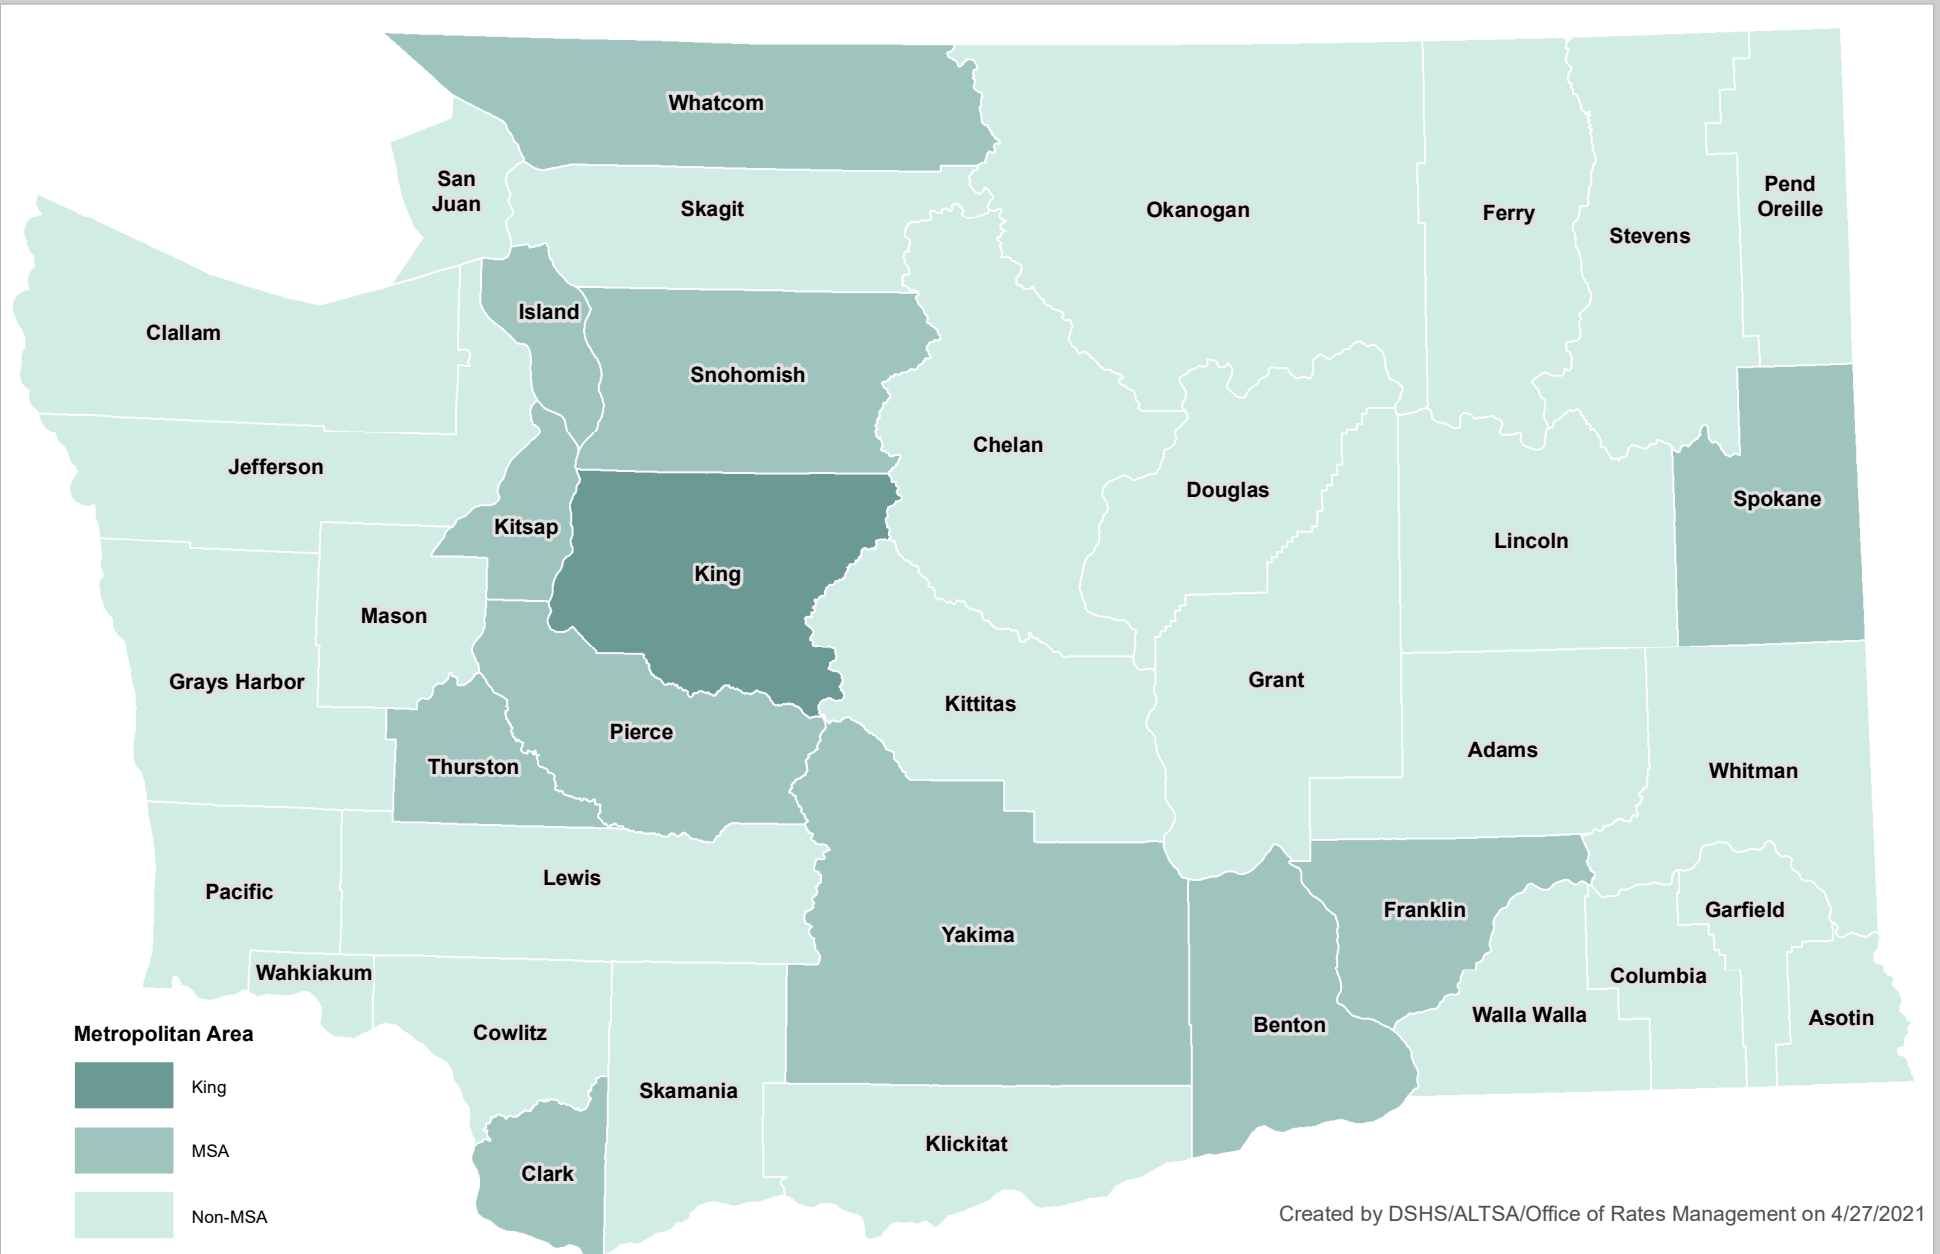 Whatcom
San
Juan
Skagit
Okanogan
Ferry
Stevens
Pend
Oreille
Island
Clallam
Snohomish
Chelan
Jefferson
Douglas
Spokane
Kitsap
Lincoln
King
Mason
Grays Harbor
Grant
Kittitas
Pierce
Thurston
Adams
Whitman
Lewis
Pacific
Yakima
Franklin
Garfield
Wahkiakum
Columbia
Cowlitz
Benton
Walla Walla
Asotin
Skamania
Klickitat
Clark
Metropolitan Area
King
MSA
Non-MSA
Created by DSHS/ALTSA/Office of Rates Management on 4/27/2021